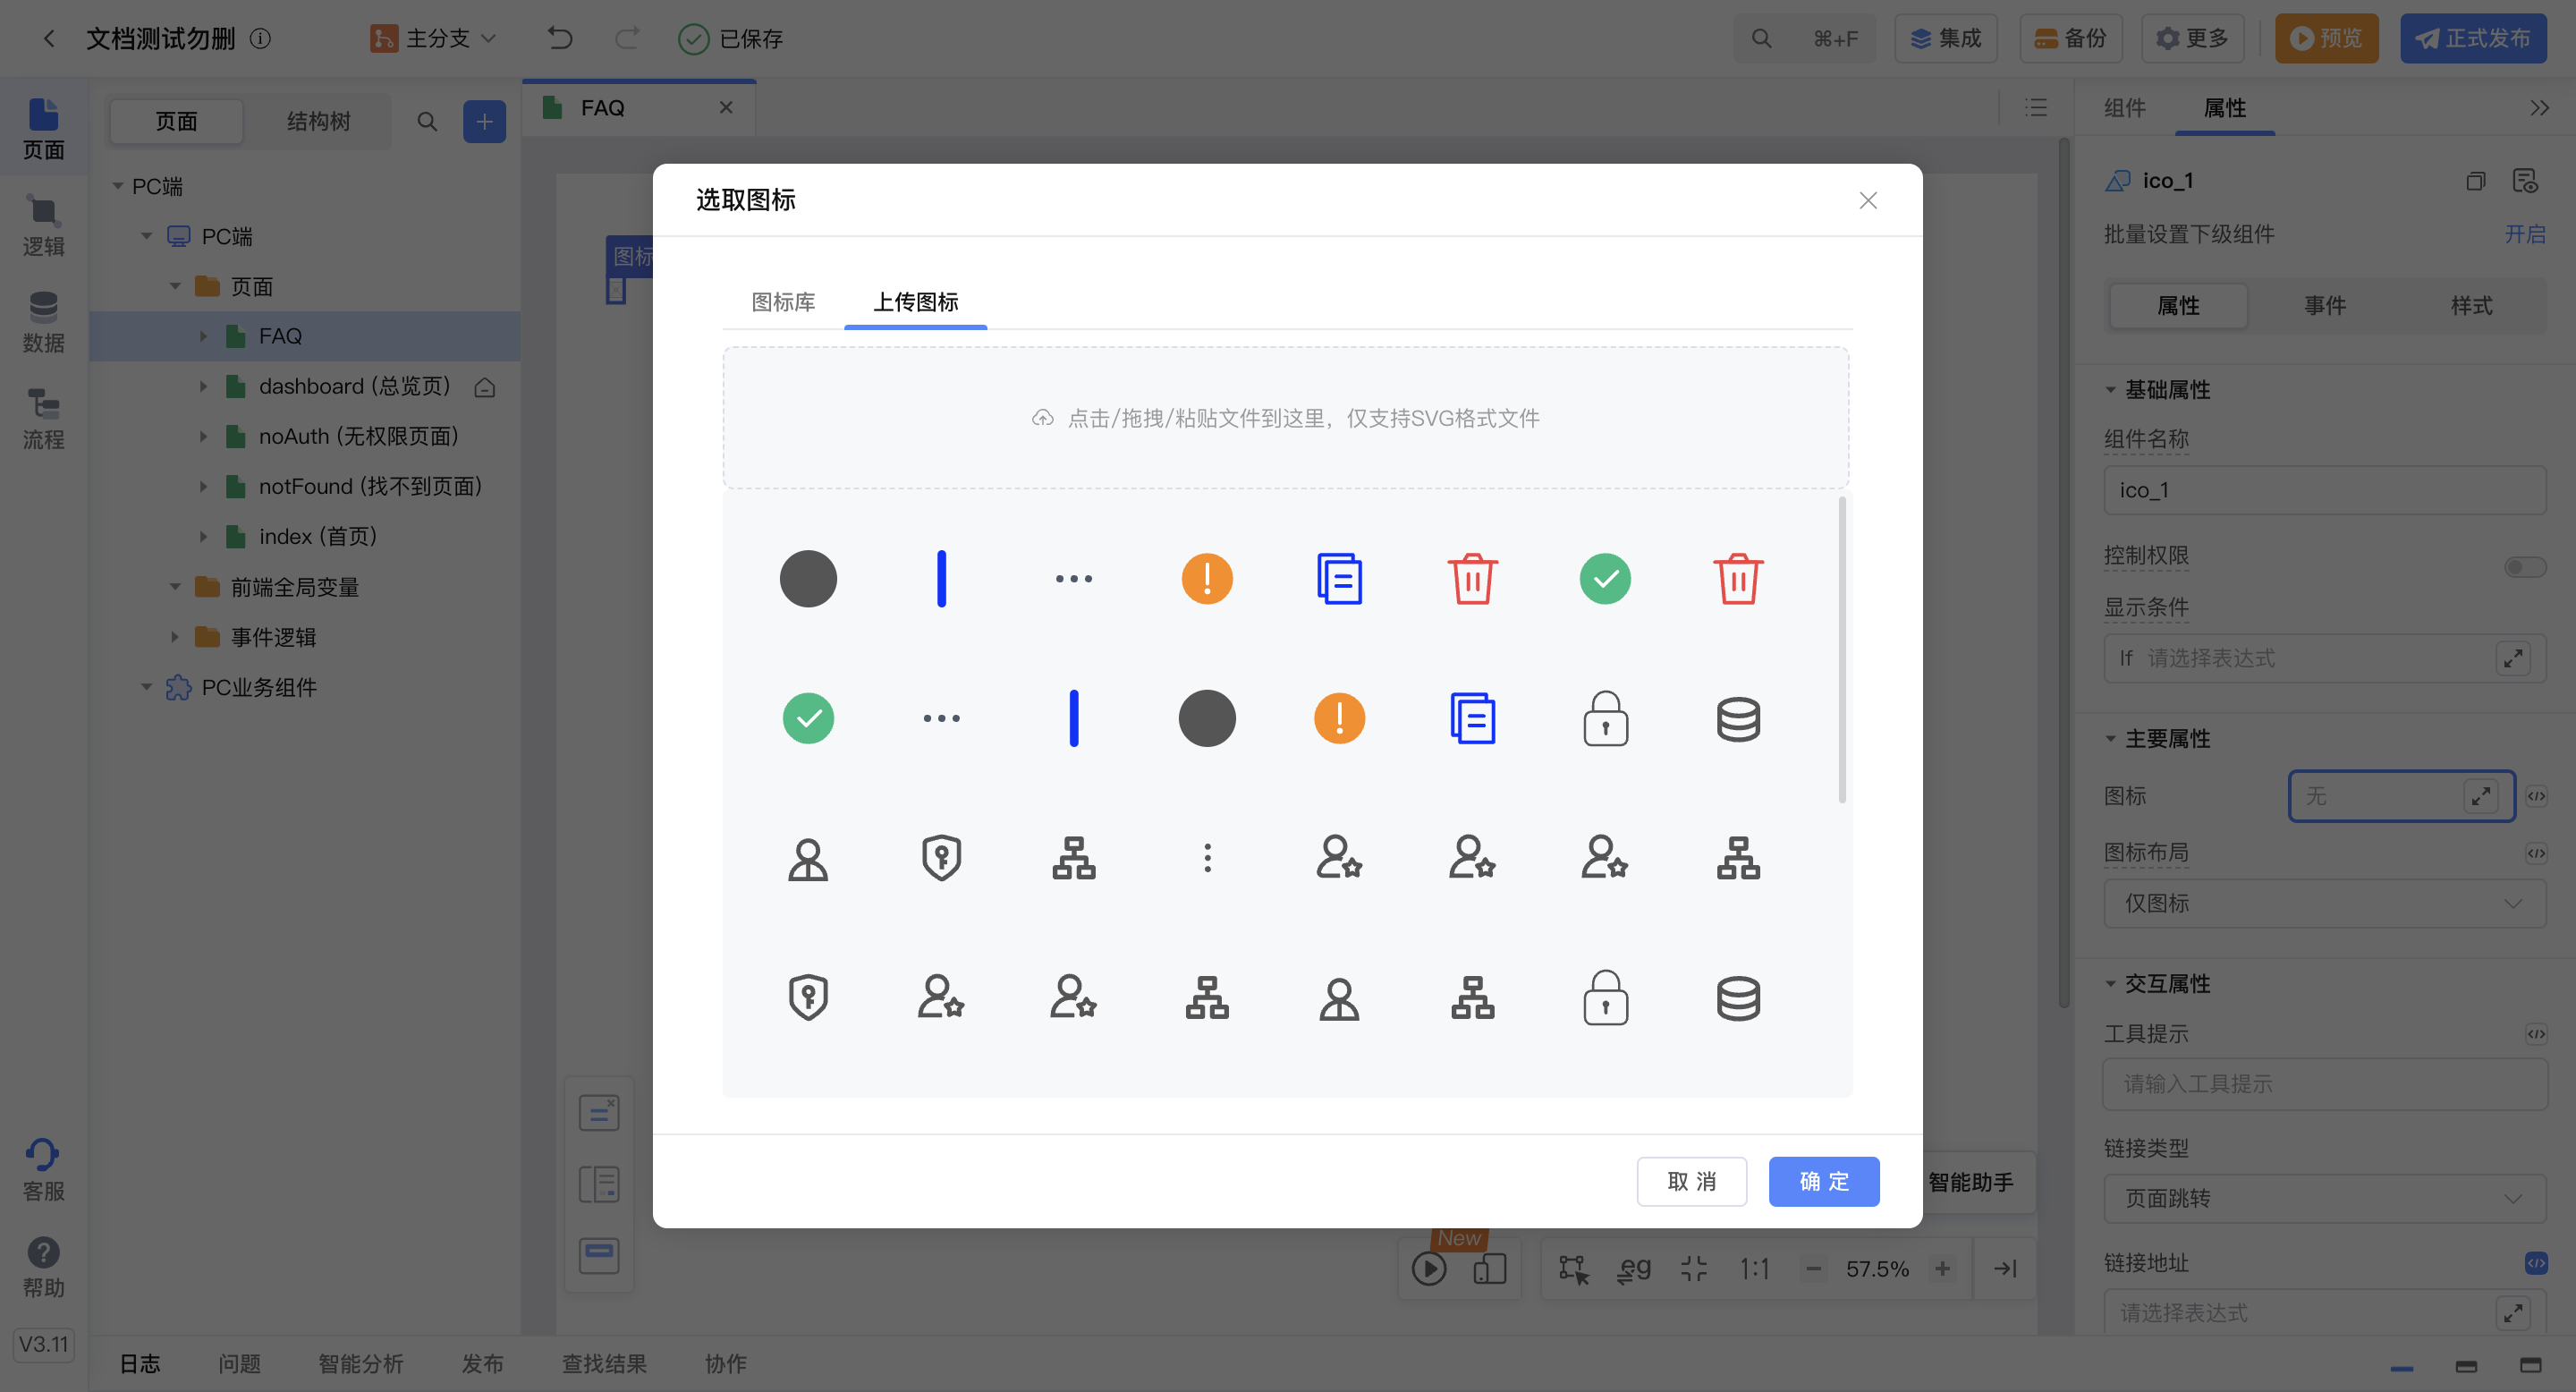 文档测试勿删
主分支
已保存
⌘+F
集成
备份
更多
预览
正式发布
页面
逻辑
数据
流程
客服
帮助
V3.11
页面
结构树
PC端
PC端
页面
FAQ
dashboard (总览页)
noAuth (无权限页面)
notFound (找不到页面)
index (首页)
前端全局变量
事件逻辑
PC业务组件
FAQ
图标
选取图标
图标库
上传图标
点击/拖拽/粘贴文件到这里，仅支持SVG格式文件
取 消
确 定
智能助手
New
eg
1:1
57.5%
组件
属性
ico_1
批量设置下级组件
开启
属性
事件
样式
基础属性
组件名称
ico_1
控制权限
显示条件
If 请选择表达式
主要属性
图标
无
图标布局
仅图标
交互属性
工具提示
请输入工具提示
链接类型
页面跳转
链接地址
请选择表达式
日志
问题
智能分析
发布
查找结果
协作